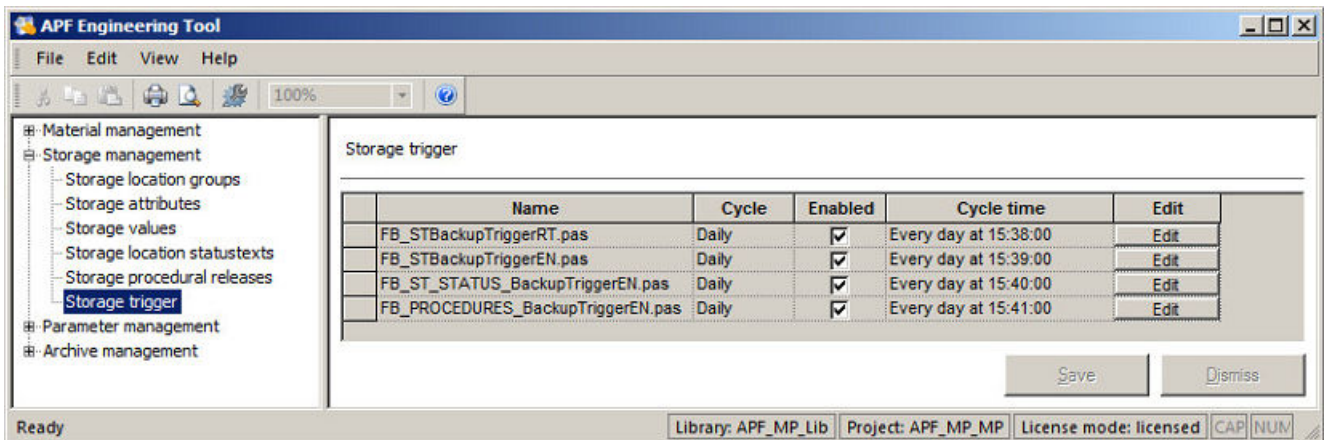 APF Engineering Tool
File Edit View Help
100%
Material management
Storage management
Storage location groups
Storage attributes
Storage values
Storage location statustexts
Storage procedural releases
Storage trigger
Parameter management
Archive management
Storage trigger
Name Cycle Enabled Cycle time Edit
FB_STBackupTriggerRT.pas Daily Every day at 15:38:00 Edit
FB_STBackupTriggerEN.pas Daily Every day at 15:39:00 Edit
FB_ST_STATUS_BackupTriggerEN.pas Daily Every day at 15:40:00 Edit
FB_PROCEDURES_BackupTriggerEN.pas Daily Every day at 15:41:00 Edit
Save Dismiss
Ready Library: APF_MP_Lib Project: APF_MP_MP License mode: licensed CAP NUM